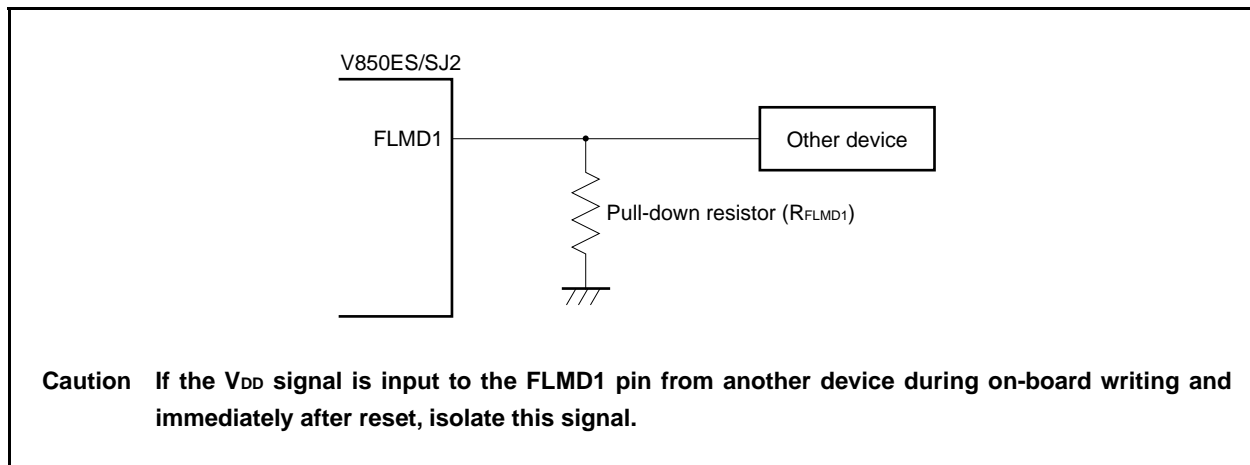 V850ES/SJ2
FLMD1
Other device
Pull-down resistor (RFLMD1)
Caution If the VDD signal is input to the FLMD1 pin from another device during on-board writing and
immediately after reset, isolate this signal.